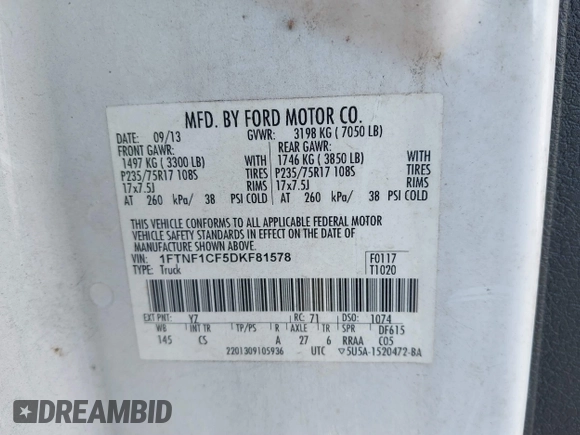 MFD. BY FORD MOTOR CO.
DATE: 09/13 GVWR: 3198 KG ( 7050 LB)
FRONT GAWR: REAR GAWR:
1497 KG ( 3300 LB) WITH 1746 KG ( 3850 LB) WITH
P235/75R17 108S TIRES P235/75R17 108S TIRES
17x7.5J RIMS 17x7.5J RIMS
AT 260 kPa/ 38 PSI COLD AT 260 kPa/ 38 PSI COLD
THIS VEHICLE CONFORMS TO ALL APPLICABLE FEDERAL MOTOR
VEHICLE SAFETY STANDARDS IN EFFECT ON THE DATE OF
MANUFACTURE SHOWN ABOVE.
VIN: 1FTNF1CF5DKF81578 F0117
TYPE: Truck T1020
EXT PNT: YZ RC: 71 DSO: 1074
WB INT TR TP/PS R AXLE TR SPR DF615
145 CS A 27 6 RRAA C05
2201309105936 UTC 5U5A-1520472-BA
DREAMBID